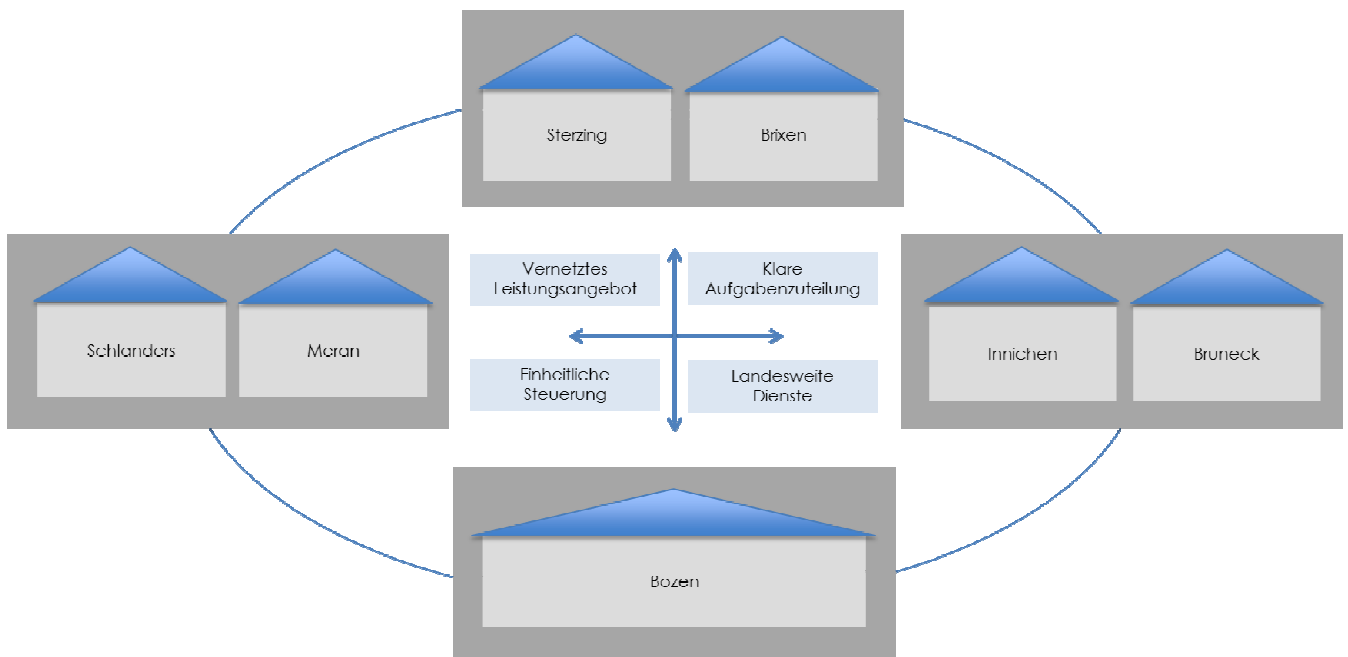 Sterzing
Brixen
Schlanders
Meran
Vernetztes
Leistungsangebot
Klare
Aufgabenzuteilung
Einheitliche
Steuerung
Landesweite
Dienste
Innichen
Bruneck
Bozen